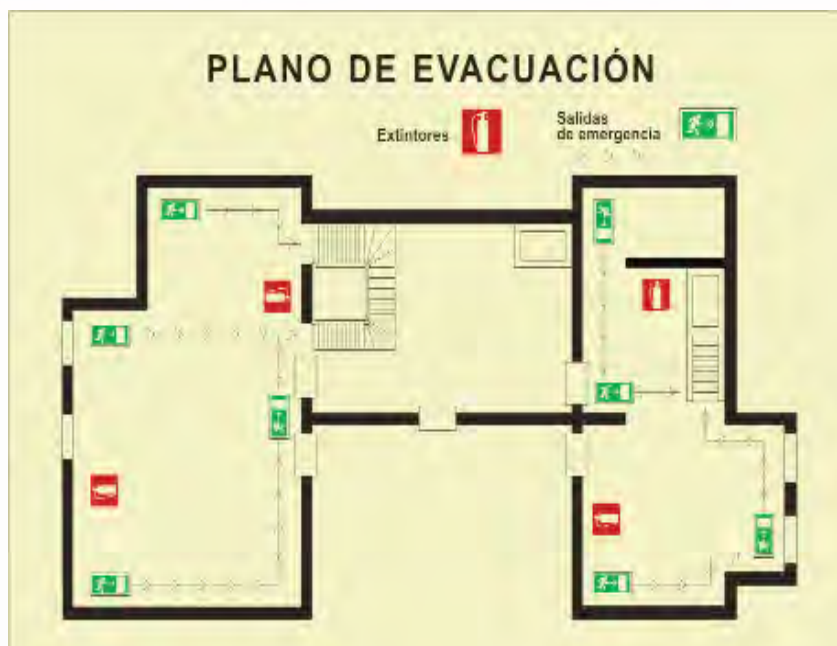 PLANO DE EVACUACIÓN
Extintores
Salidas
de emergencia